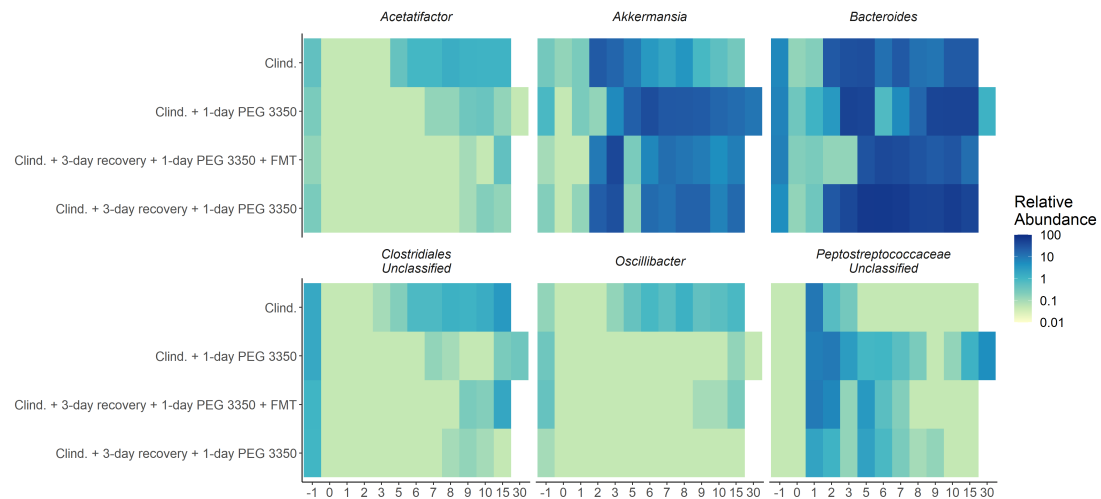 Acetatifactor
Akkermansia
Bacteroides
Clind.
Clind. + 1-day PEG 3350
Clind. + 3-day recovery + 1-day PEG 3350 + FMT
Clind. + 3-day recovery + 1-day PEG 3350
Relative
Abundance
100
10
1
0.1
0.01
Clostridiales
Unclassified
Oscillibacter
Peptostreptococcaceae
Unclassified
Clind.
Clind. + 1-day PEG 3350
Clind. + 3-day recovery + 1-day PEG 3350 + FMT
Clind. + 3-day recovery + 1-day PEG 3350
-1 0 1 2 3 5 6 7 8 9 10 15 30
-1 0 1 2 3 5 6 7 8 9 10 15 30
-1 0 1 2 3 5 6 7 8 9 10 15 30